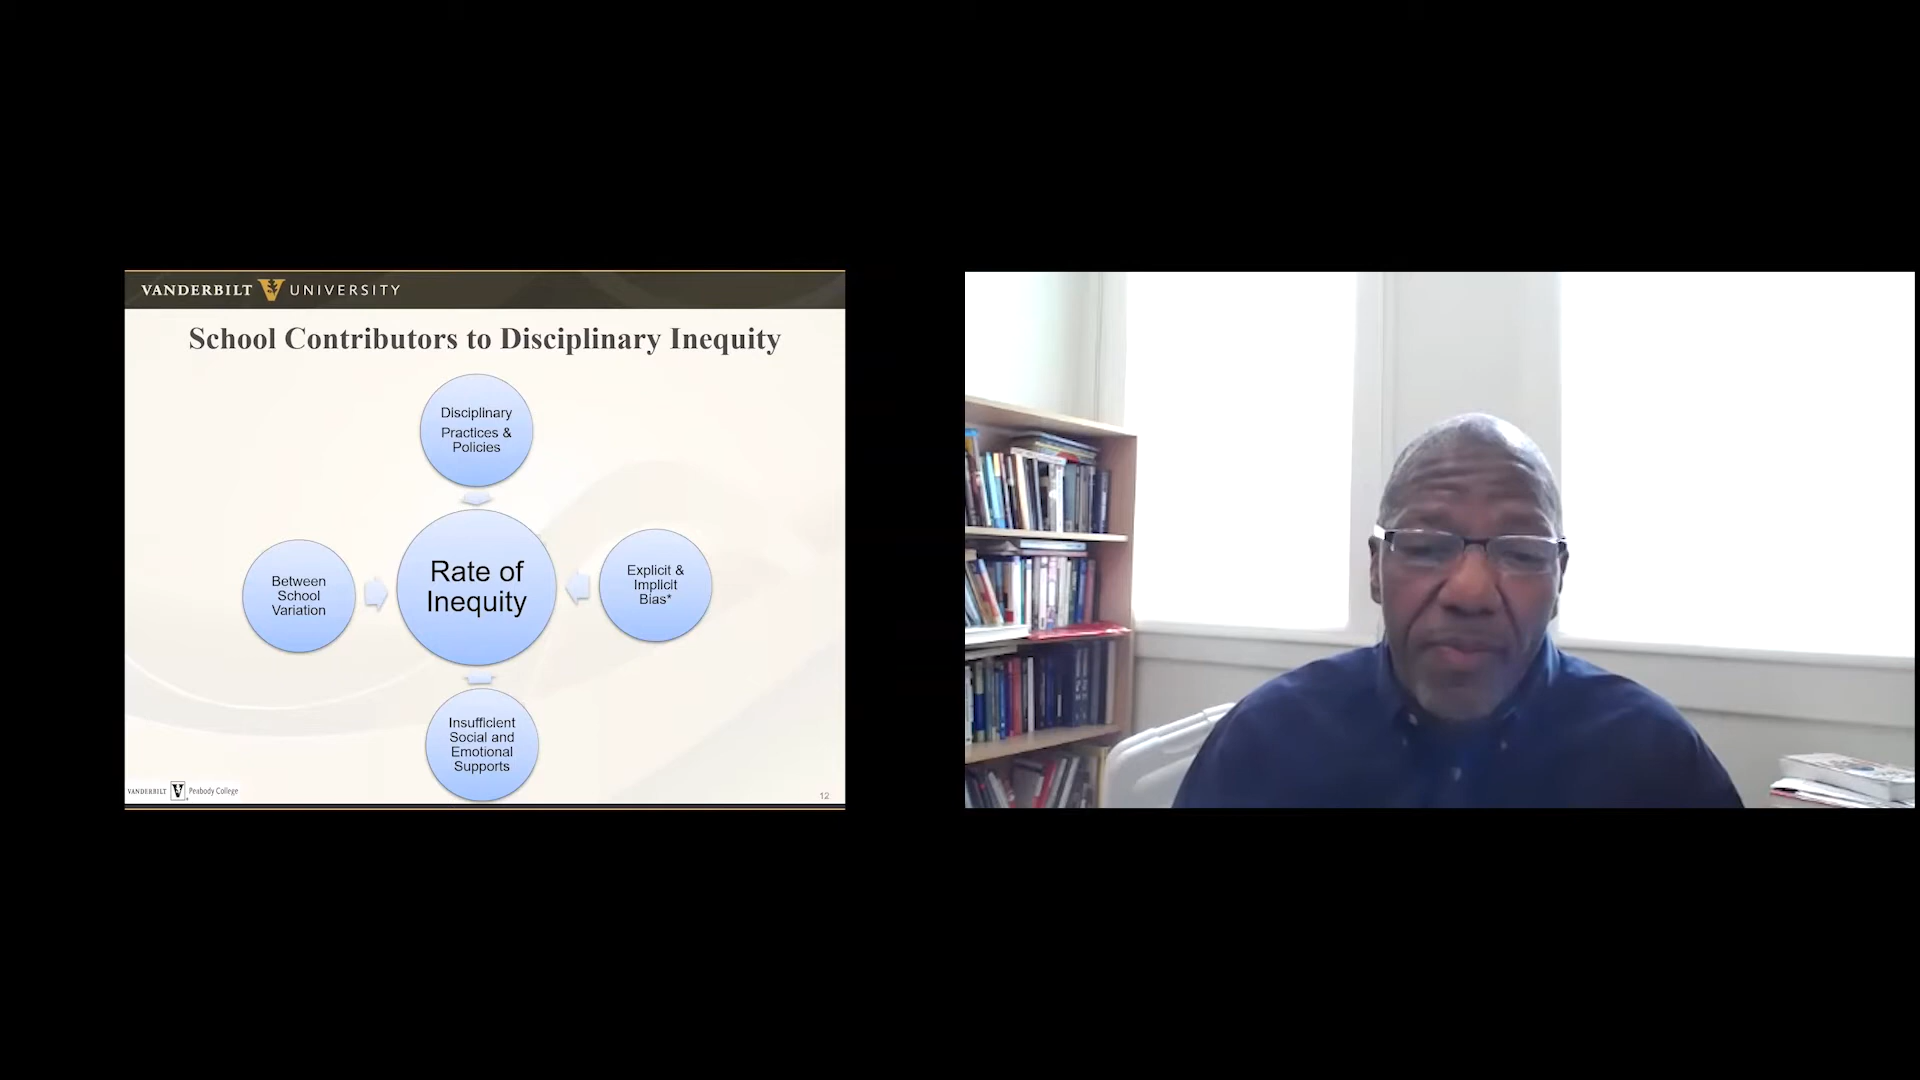 VANDERBILT V UNIVERSITY
School Contributors to Disciplinary Inequity
Disciplinary
Practices &
Policies
Between
School
Variation
Rate of
Inequity
Explicit &
Implicit
Bias*
Insufficient
Social and
Emotional
Supports
VANDERBILT V Peabody College
12